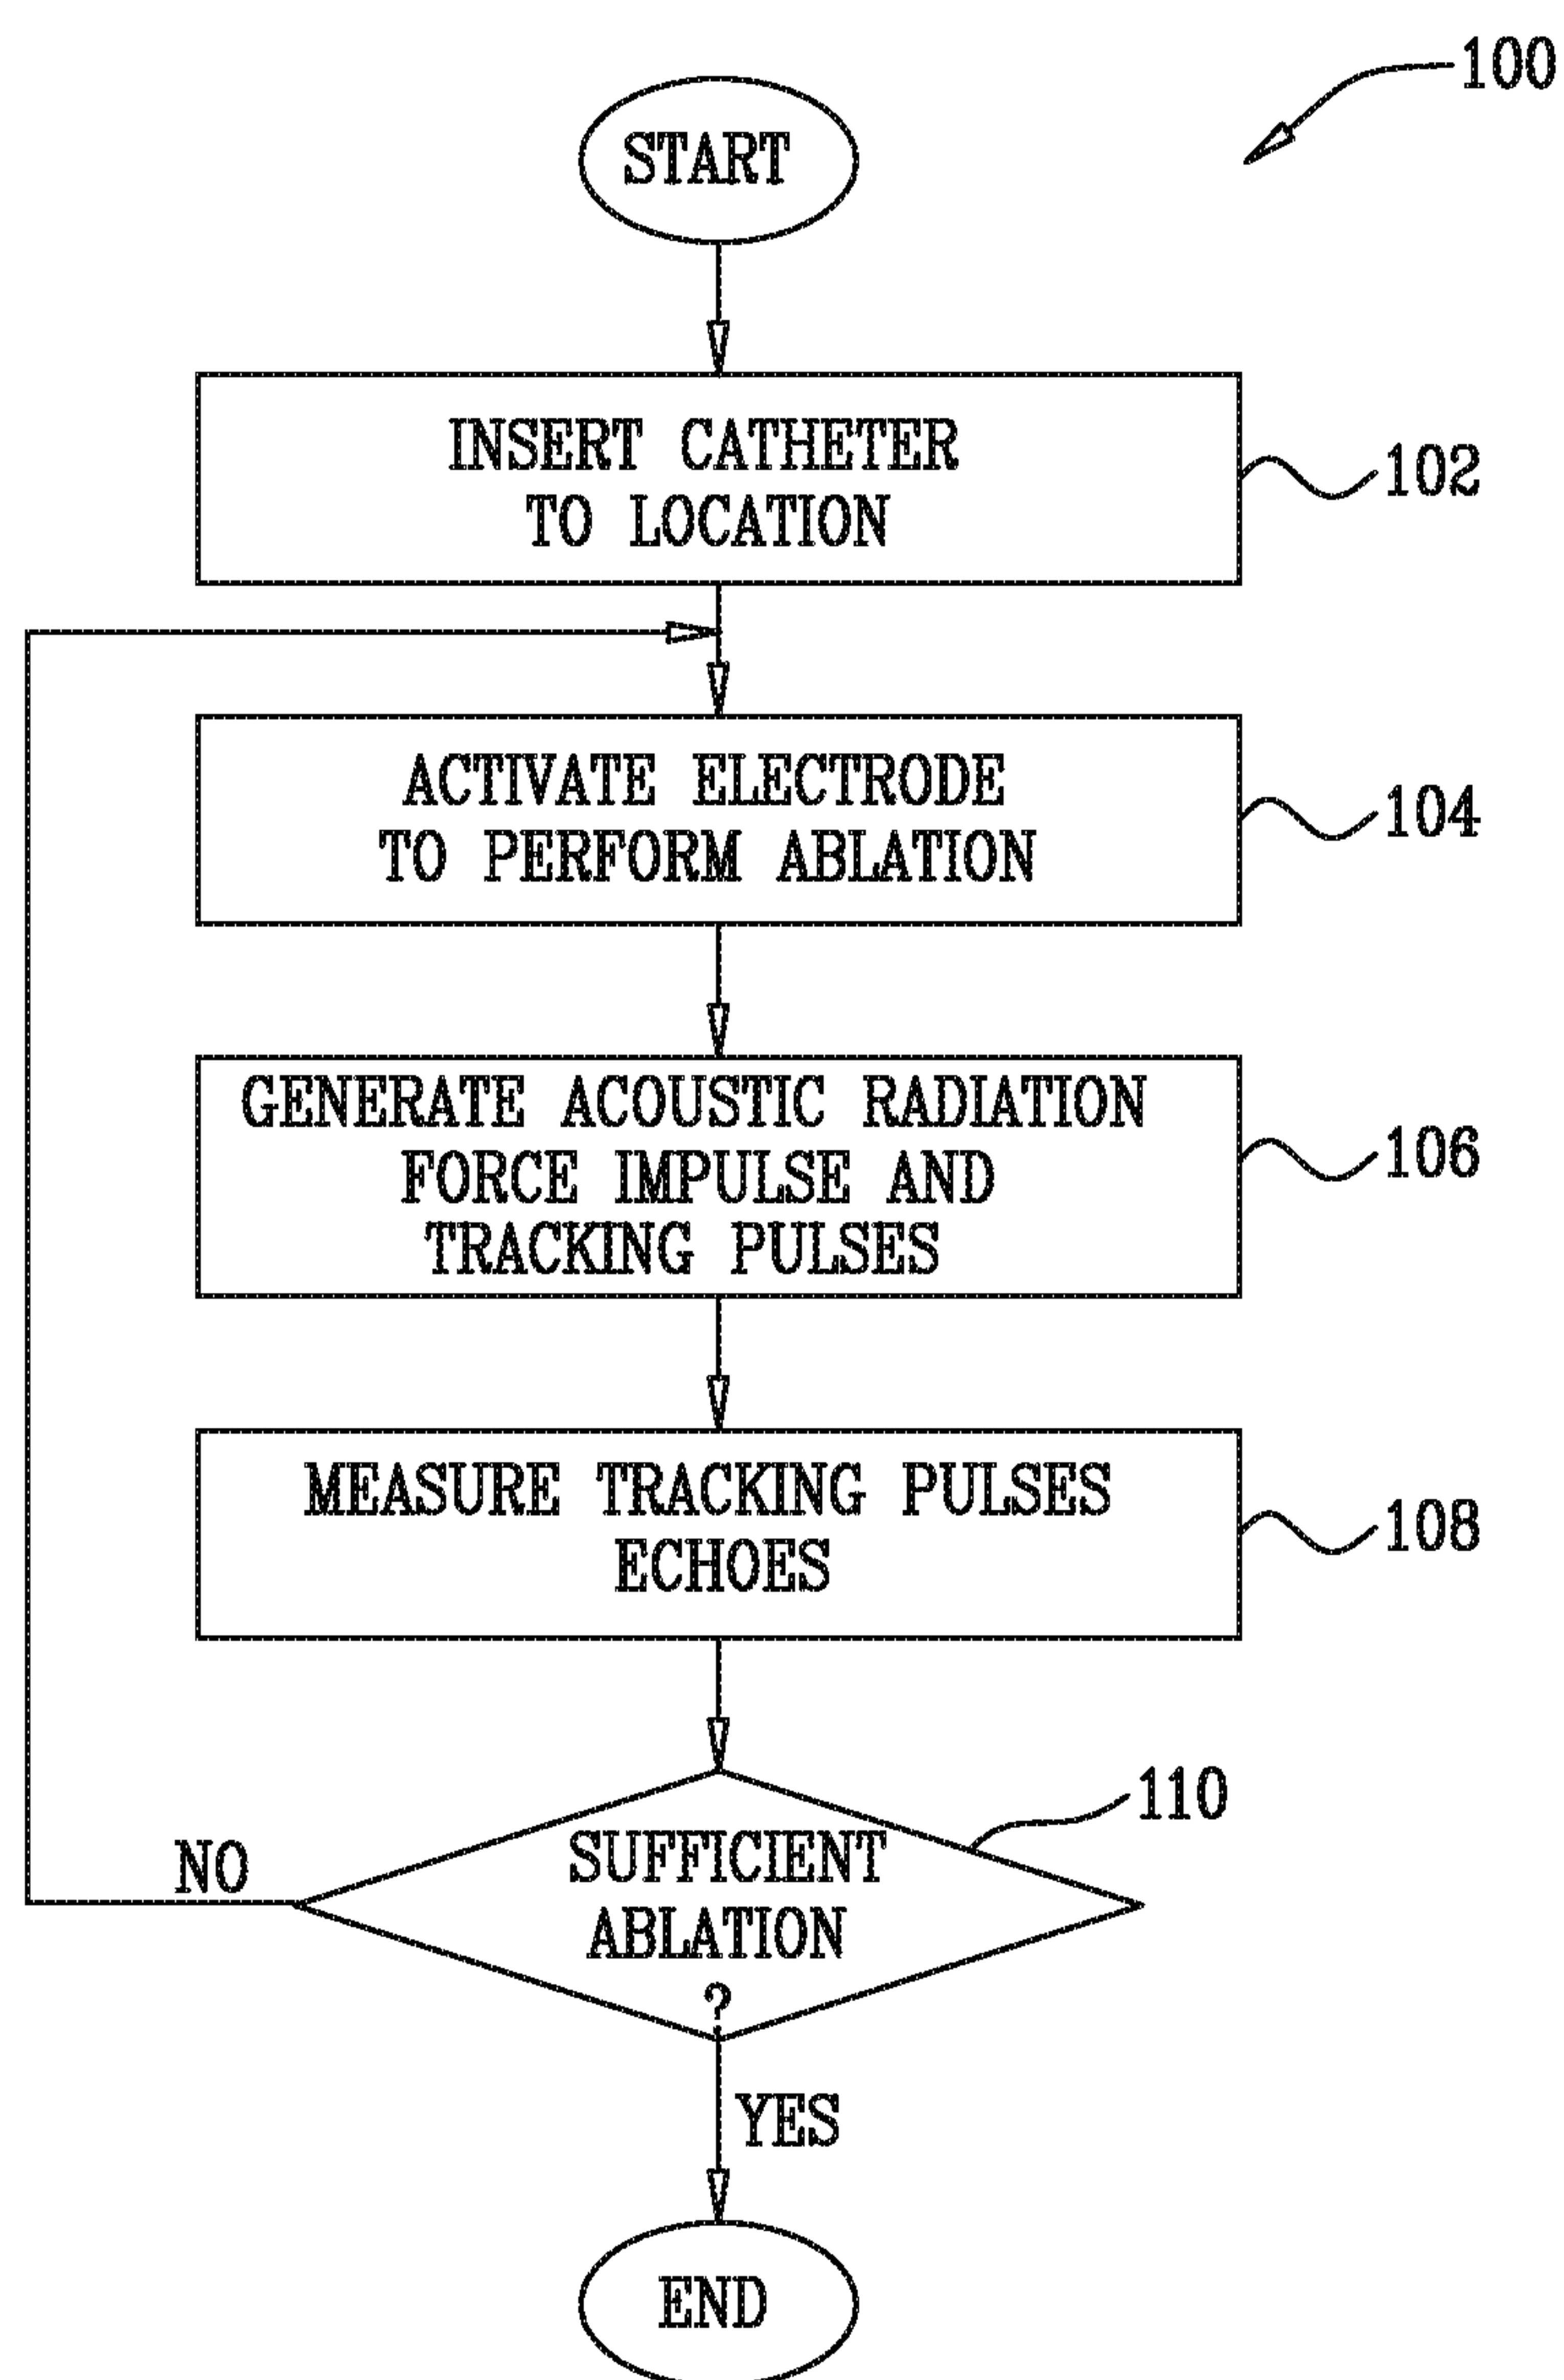 100
START
INSERT CATHETER
TO LOCATION
102
ACTIVATE ELECTRODE
TO PERFORM ABLATION
104
GENERATE ACOUSTIC RADIATION
FORCE IMPULSE AND
TRACKING PULSES
106
MEASURE TRACKING PULSES
ECHOES
108
110
SUFFICIENT
ABLATION
?
NO
YES
END